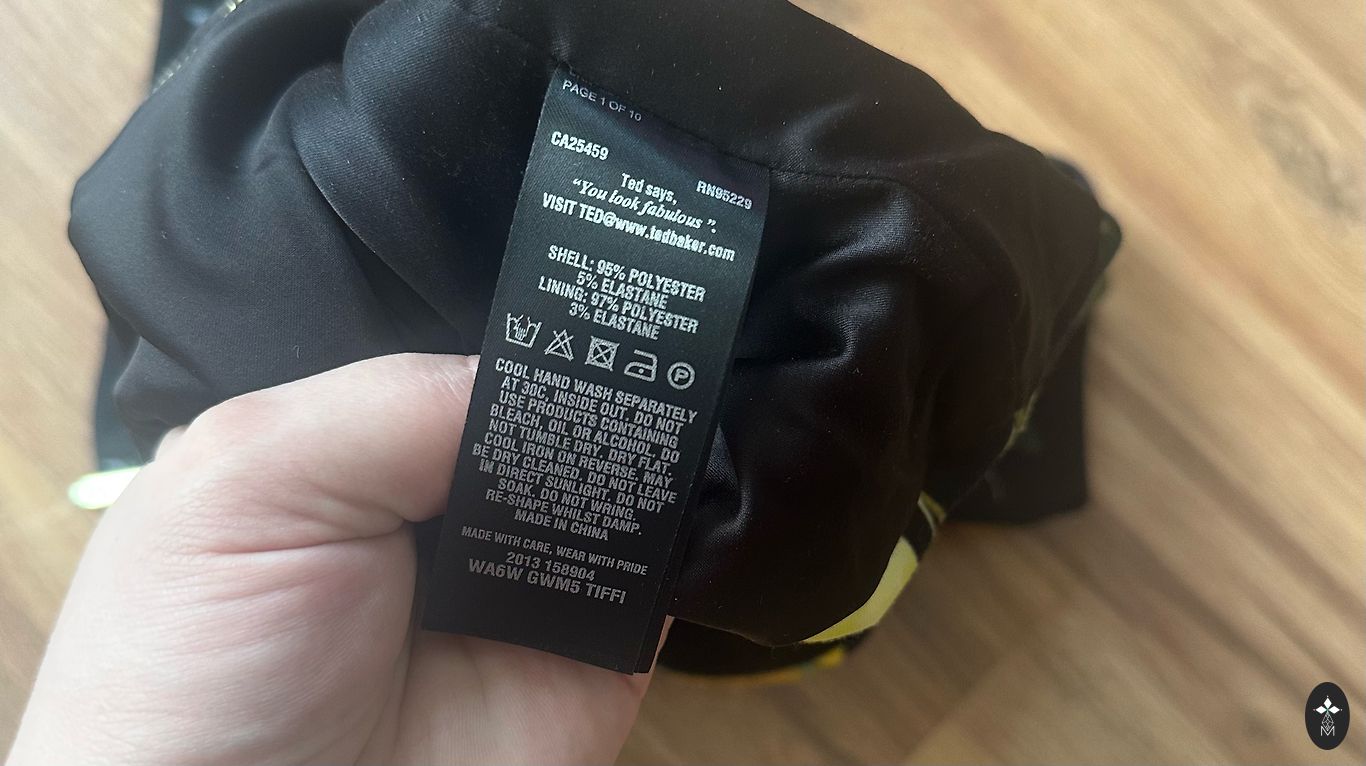 PAGE 1 OF 10
CA25459
RN95229
Ted says,
“You look fabulous”.
VISIT TED@www.tedbaker.com
SHELL: 95% POLYESTER
5% ELASTANE
LINING: 97% POLYESTER
3% ELASTANE
P
COOL HAND WASH SEPARATELY
AT 30C, INSIDE OUT. DO NOT
USE PRODUCTS CONTAINING
BLEACH, OIL OR ALCOHOL. DO
NOT TUMBLE DRY. DRY FLAT.
COOL IRON ON REVERSE. MAY
BE DRY CLEANED. DO NOT LEAVE
IN DIRECT SUNLIGHT. DO NOT
SOAK. DO NOT WRING.
RE-SHAPE WHILST DAMP.
MADE IN CHINA
MADE WITH CARE, WEAR WITH PRIDE
2013 158904
WA6W GWM5 TIFFI
M